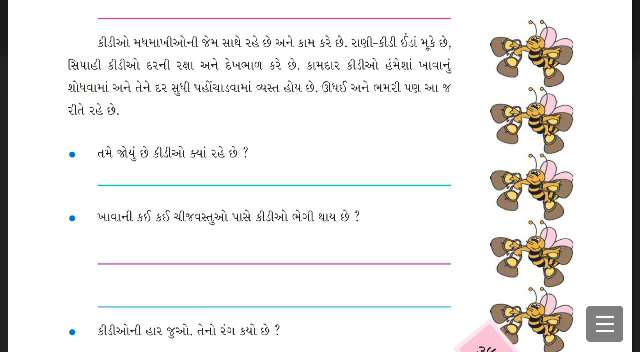 કીડીઓ મધમાખીઓની જેમ સાથે રહે છે અને કામ કરે છે. રાણી-કીડી ઈંડાં મૂકે છે,
સિપાહી કીડીઓ દરની રક્ષા અને દેખભાળ કરે છે. કામદાર કીડીઓ હંમેશાં ખાવાનું
શોધવામાં અને તેને દર સુધી પહોંચાડવામાં વ્યસ્ત હોય છે. ઊધઈ અને ભમરી પણ આ જ
રીતે રહે છે.
• તમે જોયું છે કીડીઓ ક્યાં રહે છે ?
• ખાવાની કઈ કઈ ચીજવસ્તુઓ પાસે કીડીઓ ભેગી થાય છે ?
• કીડીઓની હાર જુઓ. તેનો રંગ કયો છે ?